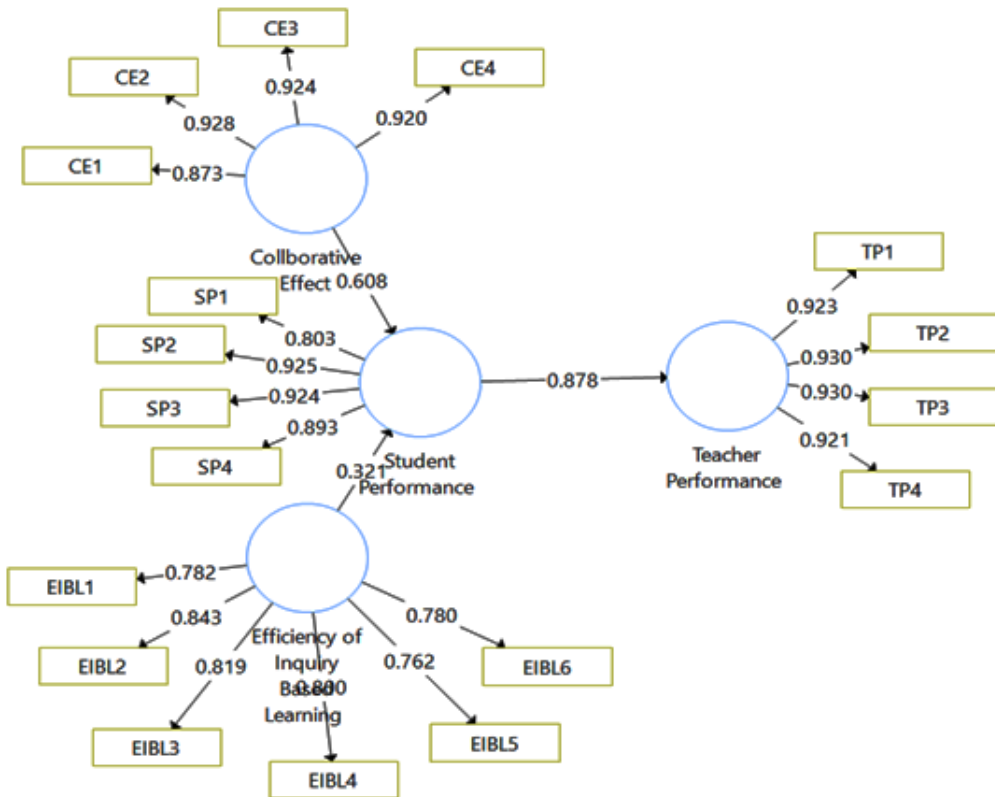 CE3
CE2
CE4
0.924
0.928
0.920
CE1
0.873
Collborative
Effect
0.608
SP1
0.803
SP2
0.925
SP3
0.924
SP4
0.893
0.878
Student
Performance
0.321
TP1
0.923
TP2
0.930
0.930
TP3
0.921
TP4
Teacher
Performance
EIBL1
0.782
0.843
EIBL2
0.819
EIBL3
Efficiency of
Inquiry
Based
Learning
EIBL4
0.762
EIBL5
0.780
EIBL6